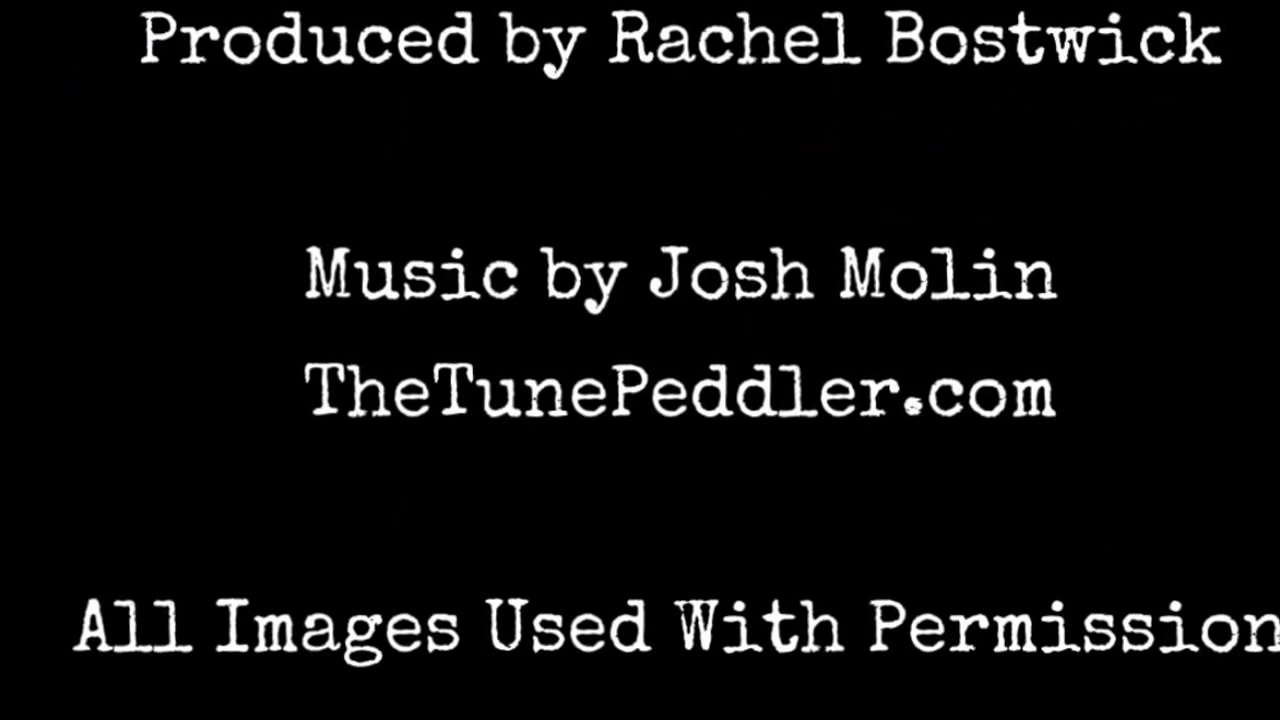 Produced by Rachel Bostwick
Music by Josh Molin
TheTunePeddler.com
All Images Used With Permission